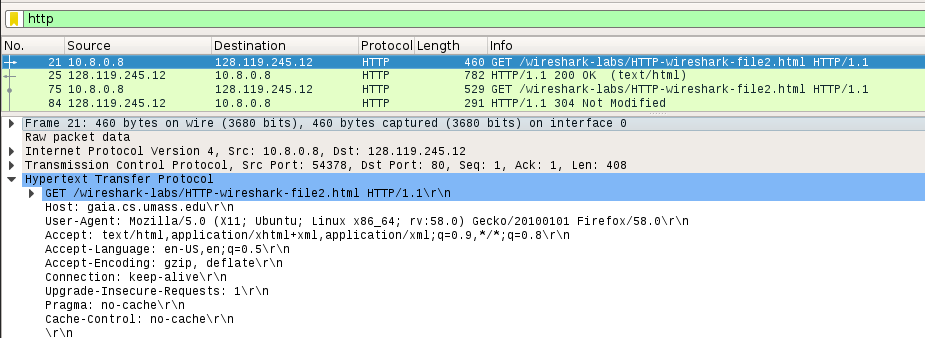 http
No. Source Destination Protocol Length Info
21 10.8.0.8 128.119.245.12 HTTP 460 GET /wireshark-labs/HTTP-wireshark-file2.html HTTP/1.1
25 128.119.245.12 10.8.0.8 HTTP 782 HTTP/1.1 200 OK (text/html)
75 10.8.0.8 128.119.245.12 HTTP 529 GET /wireshark-labs/HTTP-wireshark-file2.html HTTP/1.1
84 128.119.245.12 10.8.0.8 HTTP 291 HTTP/1.1 304 Not Modified
Frame 21: 460 bytes on wire (3680 bits), 460 bytes captured (3680 bits) on interface 0
Raw packet data
Internet Protocol Version 4, Src: 10.8.0.8, Dst: 128.119.245.12
Transmission Control Protocol, Src Port: 54378, Dst Port: 80, Seq: 1, Ack: 1, Len: 408
Hypertext Transfer Protocol
GET /wireshark-labs/HTTP-wireshark-file2.html HTTP/1.1\r\n
Host: gaia.cs.umass.edu\r\n
User-Agent: Mozilla/5.0 (X11; Ubuntu; Linux x86_64; rv:58.0) Gecko/20100101 Firefox/58.0\r\n
Accept: text/html,application/xhtml+xml,application/xml;q=0.9,*/*;q=0.8\r\n
Accept-Language: en-US,en;q=0.5\r\n
Accept-Encoding: gzip, deflate\r\n
Connection: keep-alive\r\n
Upgrade-Insecure-Requests: 1\r\n
Pragma: no-cache\r\n
Cache-Control: no-cache\r\n
\r\n